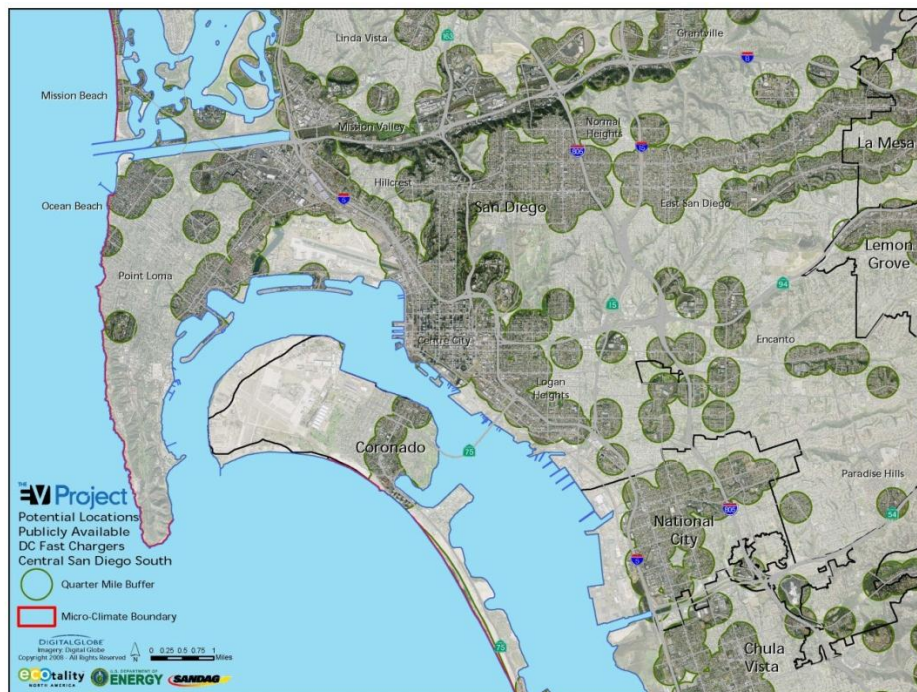 Linda Vista
163
Grantville
8
Mission Beach
Mission Valley
Normal Heights
805
15
La Mesa
Ocean Beach
Hillcrest
5
San Diego
East San Diego
Lemon Grove
Point Loma
94
15
Centre City
Encanto
Logan Heights
Coronado
75
Paradise Hills
805
54
National City
5
75
Chula Vista
THE EV Project
Potential Locations
Publicly Available
DC Fast Chargers
Central San Diego South
Quarter Mile Buffer
Micro-Climate Boundary
DIGITALGLOBE
Imagery: Digital Globe
Copyright 2008 - All Rights Reserved
N
0 0.25 0.5 0.75 1
Miles
ecotality
NORTH AMERICA
U.S. DEPARTMENT OF
ENERGY
SANDAG